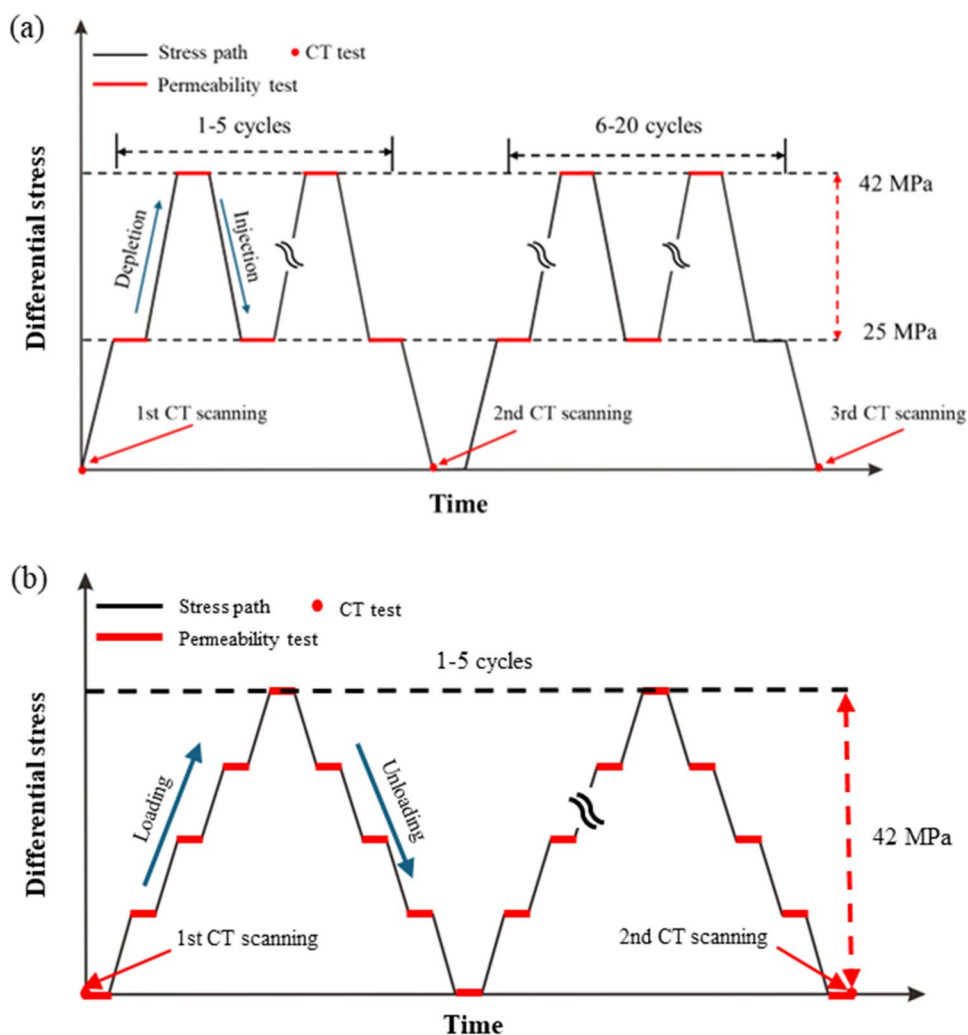 (a)
Stress path
CT test
Permeability test
1-5 cycles
6-20 cycles
42 MPa
Depletion
Injection
Differential stress
25 MPa
1st CT scanning
2nd CT scanning
3rd CT scanning
Time
(b)
Stress path
CT test
Permeability test
1-5 cycles
Loading
Unloading
Differential stress
42 MPa
1st CT scanning
2nd CT scanning
Time